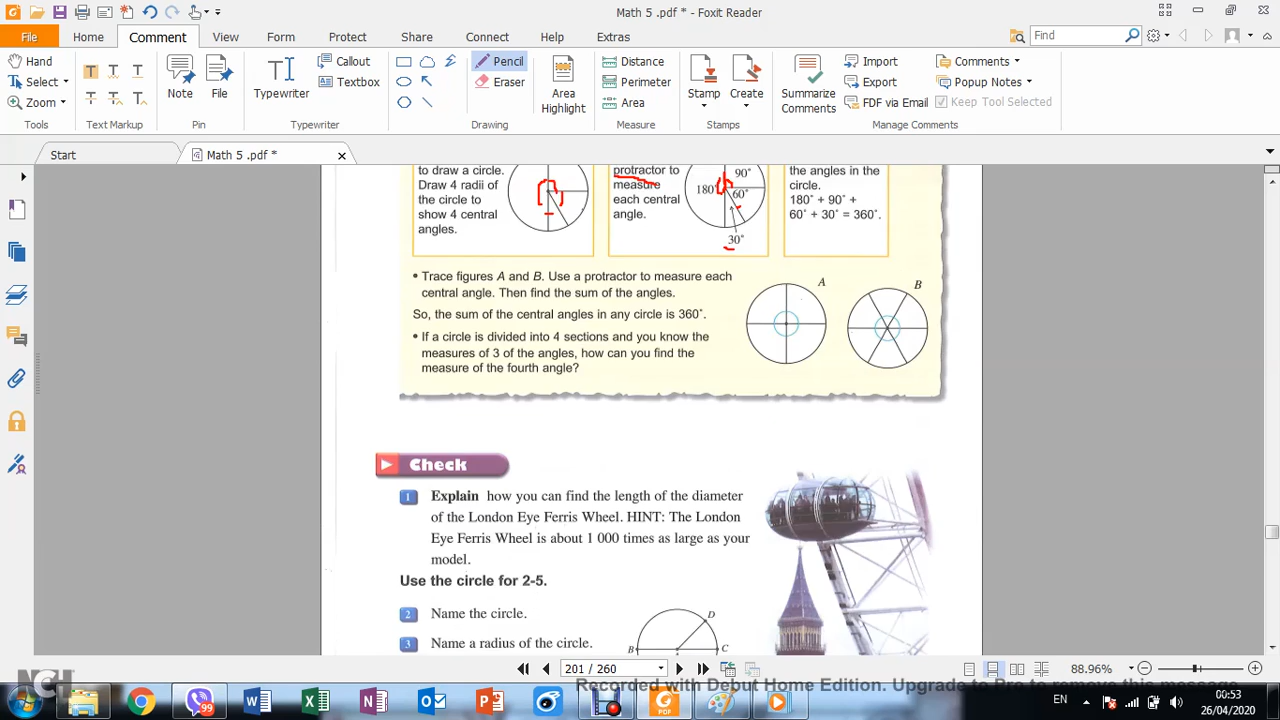 Math 5 .pdf * - Foxit Reader
File Home Comment View Form Protect Share Connect Help Extras
Find
Hand
Select
Zoom
Tools
Text Markup
Note
File
Pin
Typewriter
Callout
Textbox
Typewriter
Pencil
Eraser
Area Highlight
Drawing
Distance
Perimeter
Area
Measure
Stamp
Create
Stamps
Summarize Comments
Import
Export
FDF via Email
Comments
Popup Notes
Keep Tool Selected
Manage Comments
Start
Math 5 .pdf *
to draw a circle.
Draw 4 radii of
the circle to
show 4 central
angles.
protractor to
measure
each central
angle.
90˚
180
60˚
30˚
the angles in the
circle.
180˚ + 90˚ +
60˚ + 30˚ = 360˚.
• Trace figures A and B. Use a protractor to measure each
central angle. Then find the sum of the angles.
So, the sum of the central angles in any circle is 360˚.
• If a circle is divided into 4 sections and you know the
measures of 3 of the angles, how can you find the
measure of the fourth angle?
A
B
Check
1 Explain how you can find the length of the diameter
of the London Eye Ferris Wheel. HINT: The London
Eye Ferris Wheel is about 1 000 times as large as your
model.
Use the circle for 2-5.
2 Name the circle.
3 Name a radius of the circle.
D
B
C
201 / 260
88.96%
NCH
Recorded with Debut Home Edition. Upgrade to Pro to remove this message
99
EN
00:53
26/04/2020